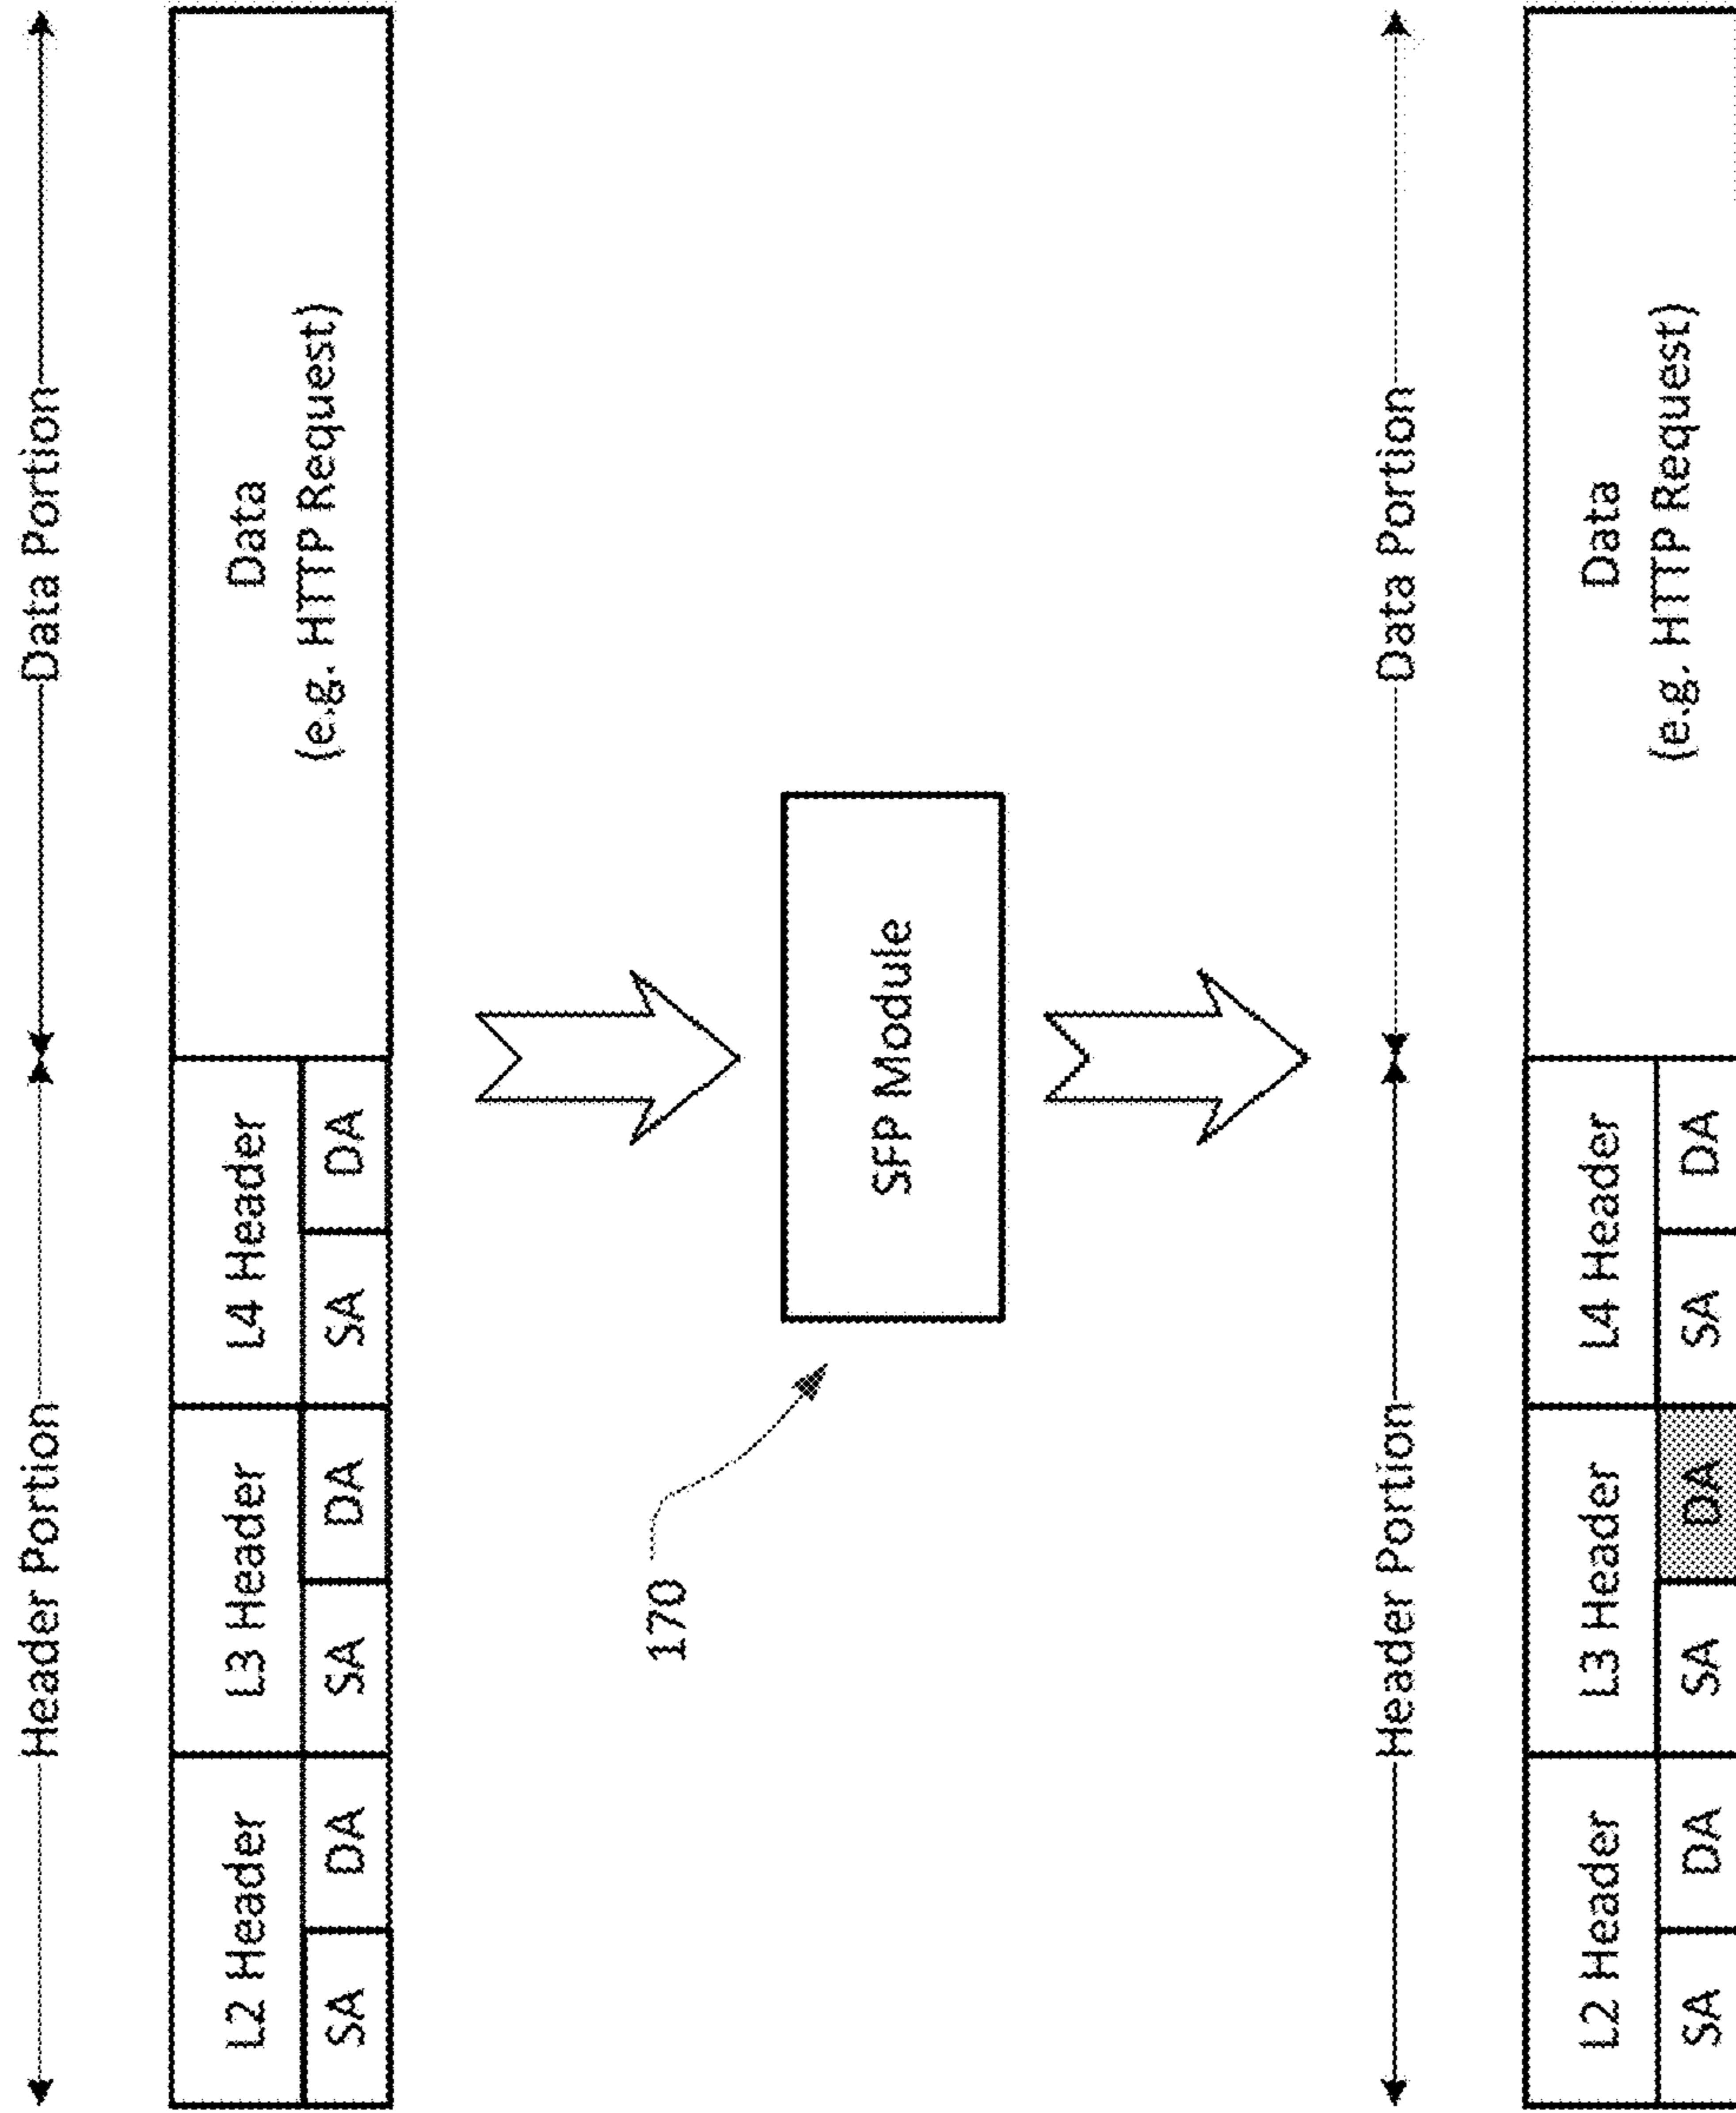 Header Portion Data Portion
L2 Header L3 Header L4 Header Data
(e.g. HTTP Request)
SA DA SA DA SA DA
170
SFP Module
Header Portion Data Portion
L2 Header L3 Header L4 Header Data
(e.g. HTTP Request)
SA DA SA DA SA DA